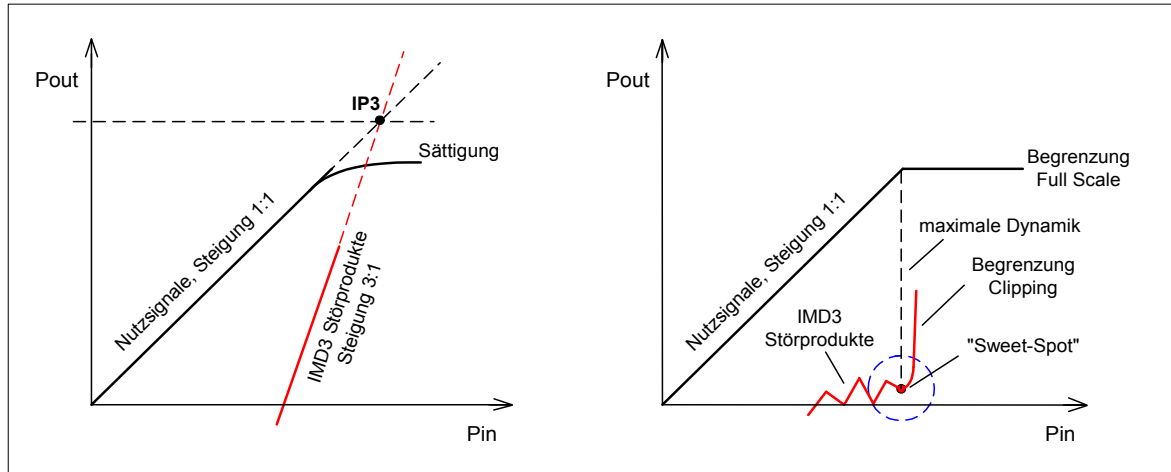 Pout
IP3
Sättigung
Nutzsignale, Steigung 1:1
IMD3 Störprodukte
Steigung 3:1
Pin
Pout
Begrenzung
Full Scale
Nutzsignale, Steigung 1:1
maximale Dynamik
Begrenzung
Clipping
IMD3
Störprodukte
"Sweet-Spot"
Pin